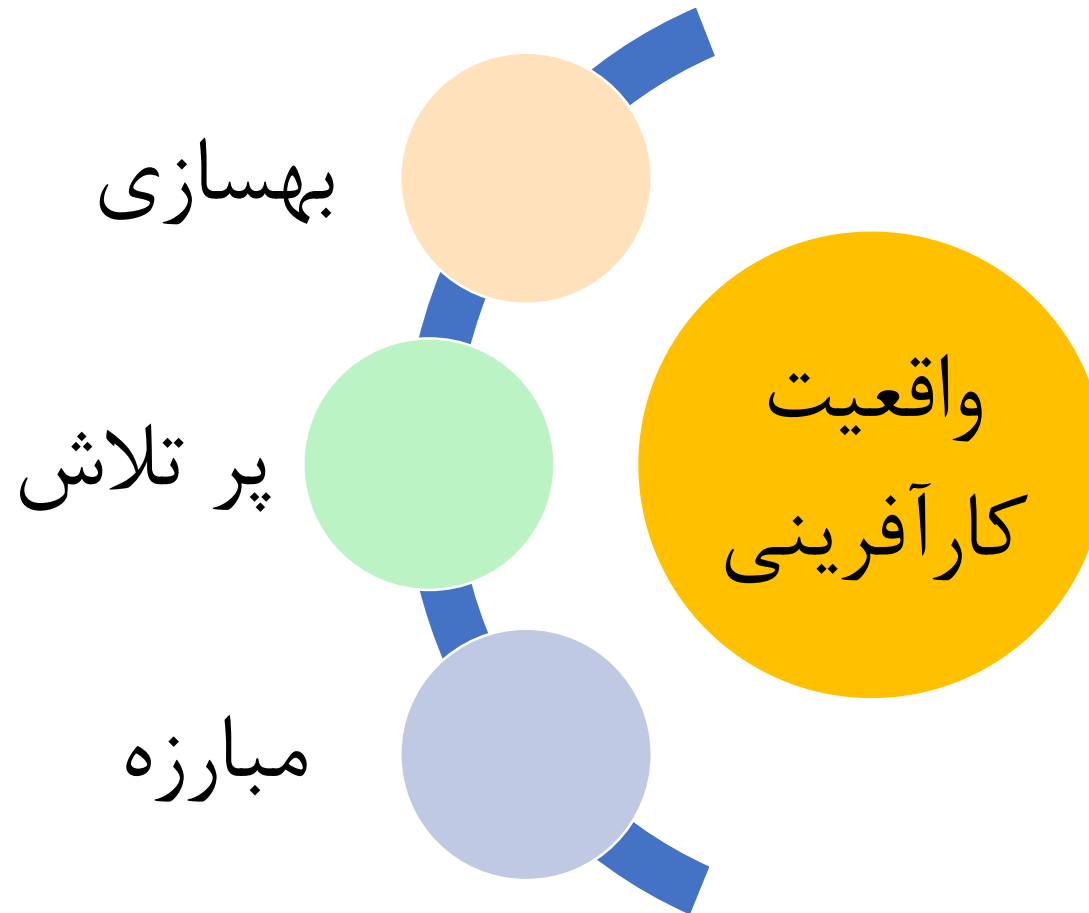 واقعیت
کارآفرینی
بهسازی
پر تلاش
مبارزه